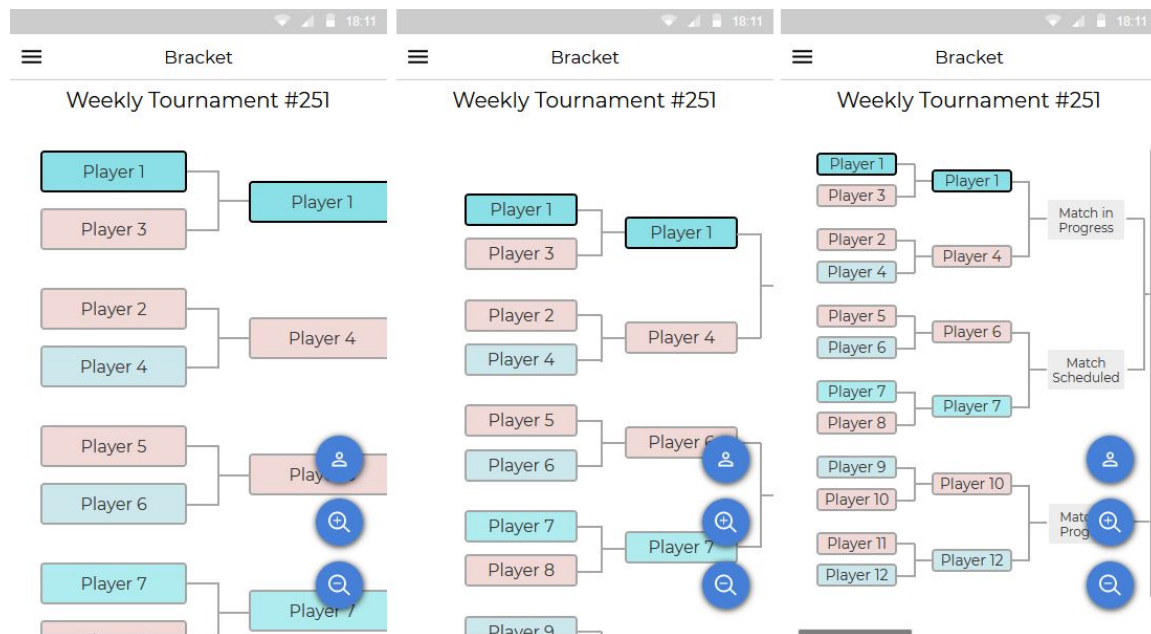 18:11
Bracket
Weekly Tournament #251
Player 1
Player 1
Player 3
Player 2
Player 4
Player 4
Player 5
Player 6
Player 7
Player 7
18:11
Bracket
Weekly Tournament #251
Player 1
Player 1
Player 3
Player 2
Player 4
Player 4
Player 5
Player 6
Player 6
Player 7
Player 7
Player 8
Player 9
18:11
Bracket
Weekly Tournament #251
Player 1
Player 1
Player 3
Match in
Progress
Player 2
Player 4
Player 4
Player 5
Player 6
Player 6
Match
Scheduled
Player 7
Player 7
Player 8
Player 9
Player 10
Player 10
Player 11
Player 12
Player 12